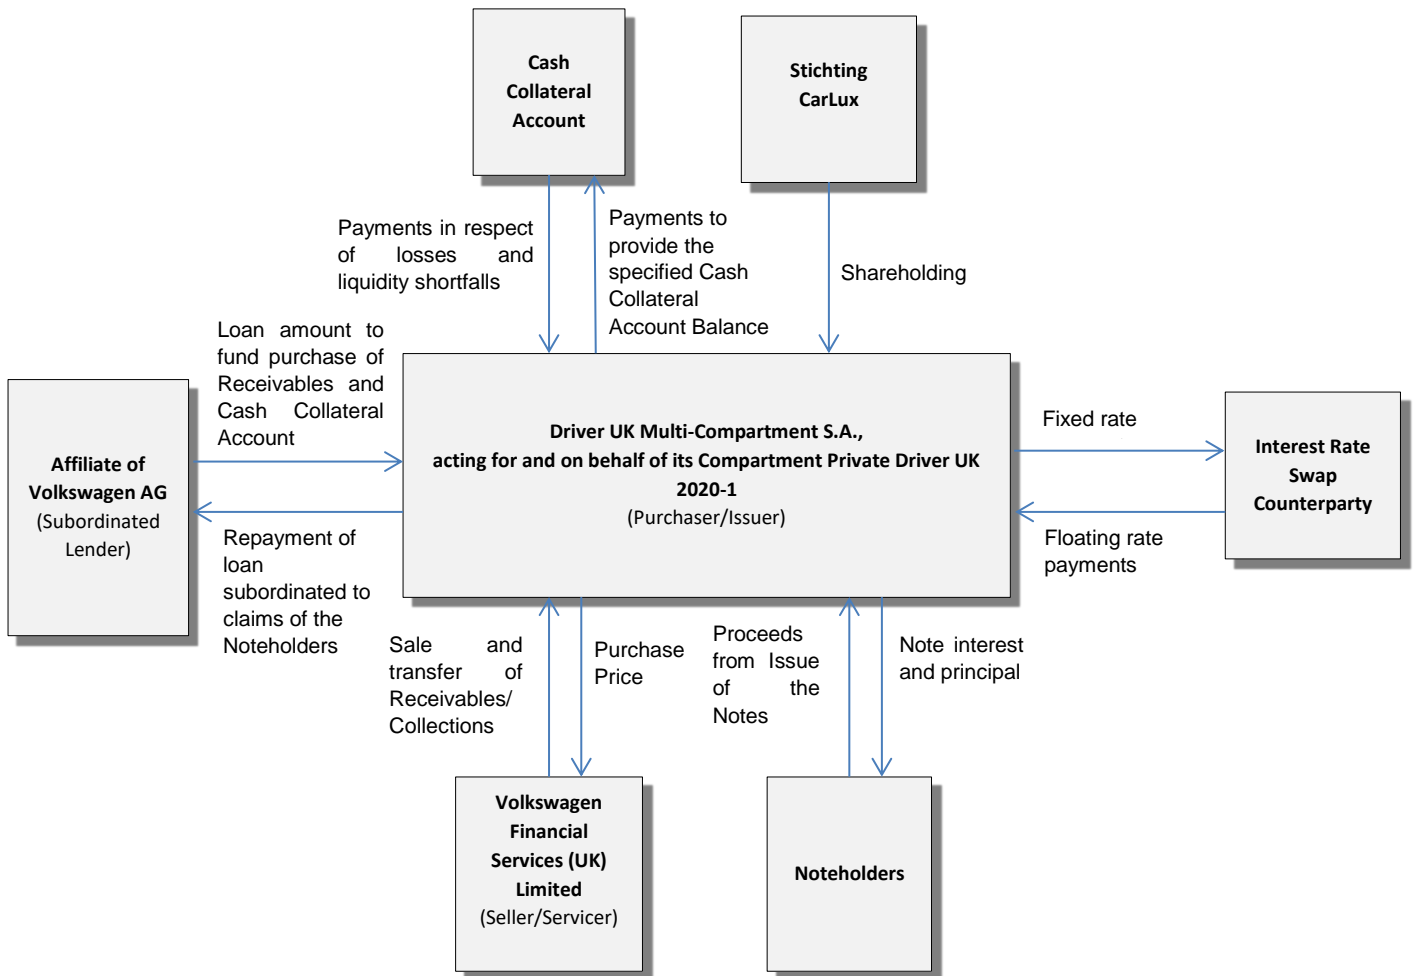 Cash
Collateral
Account
Stichting
CarLux
Payments in respect
of losses and
liquidity shortfalls
Payments to
provide the
specified Cash
Collateral
Account Balance
Shareholding
Loan amount to
fund purchase of
Receivables and
Cash Collateral
Account
Affiliate of
Volkswagen AG
(Subordinated
Lender)
Driver UK Multi-Compartment S.A.,
acting for and on behalf of its Compartment Private Driver UK
2020-1
(Purchaser/Issuer)
Fixed rate
Interest Rate
Swap
Counterparty
Floating rate
payments
Repayment of
loan
subordinated to
claims of the
Noteholders
Sale and
transfer of
Receivables/
Collections
Purchase
Price
Proceeds
from Issue
of the
Notes
Note interest
and principal
Volkswagen
Financial
Services (UK)
Limited
(Seller/Servicer)
Noteholders